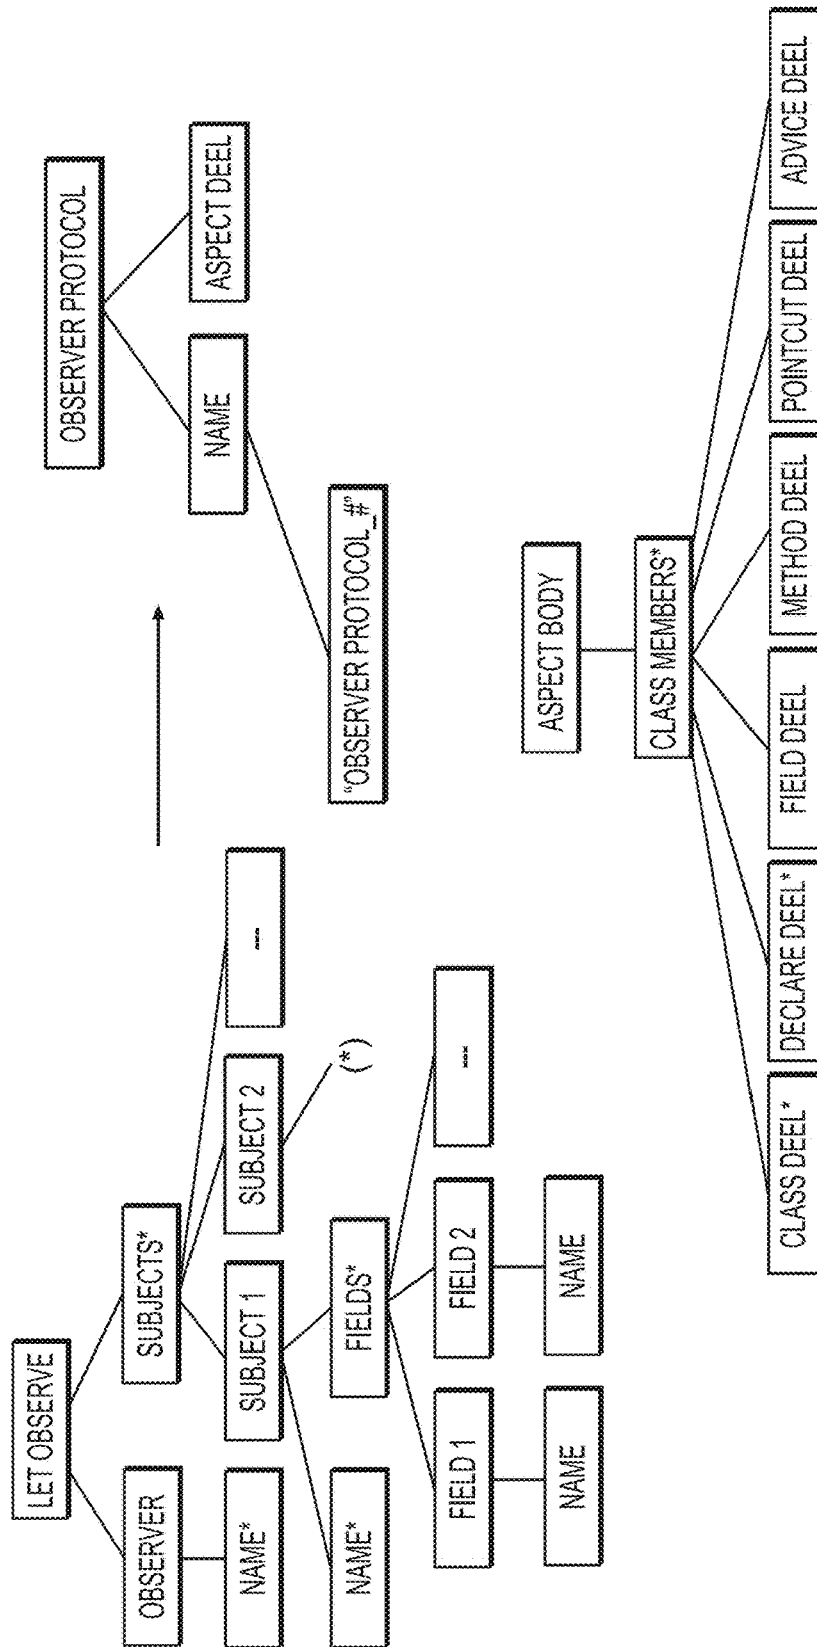 LET OBSERVE
OBSERVER
SUBJECTS*
NAME*
SUBJECT 1
SUBJECT 2
---
NAME*
FIELDS*
(*)
FIELD 1
FIELD 2
---
NAME
NAME
OBSERVER PROTOCOL
NAME
ASPECT DEEL
"OBSERVER PROTOCOL_#"
ASPECT BODY
CLASS MEMBERS*
CLASS DEEL*
DECLARE DEEL*
FIELD DEEL
METHOD DEEL
POINTCUT DEEL
ADVICE DEEL